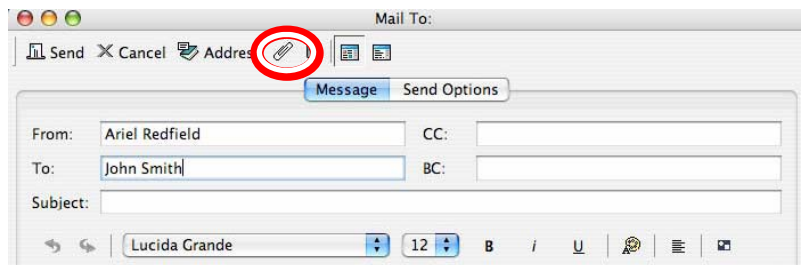 Mail To:
Send Cancel Addres
Message Send Options
From: Ariel Redfield CC:
To: John Smith BC:
Subject:
Lucida Grande 12 B i U